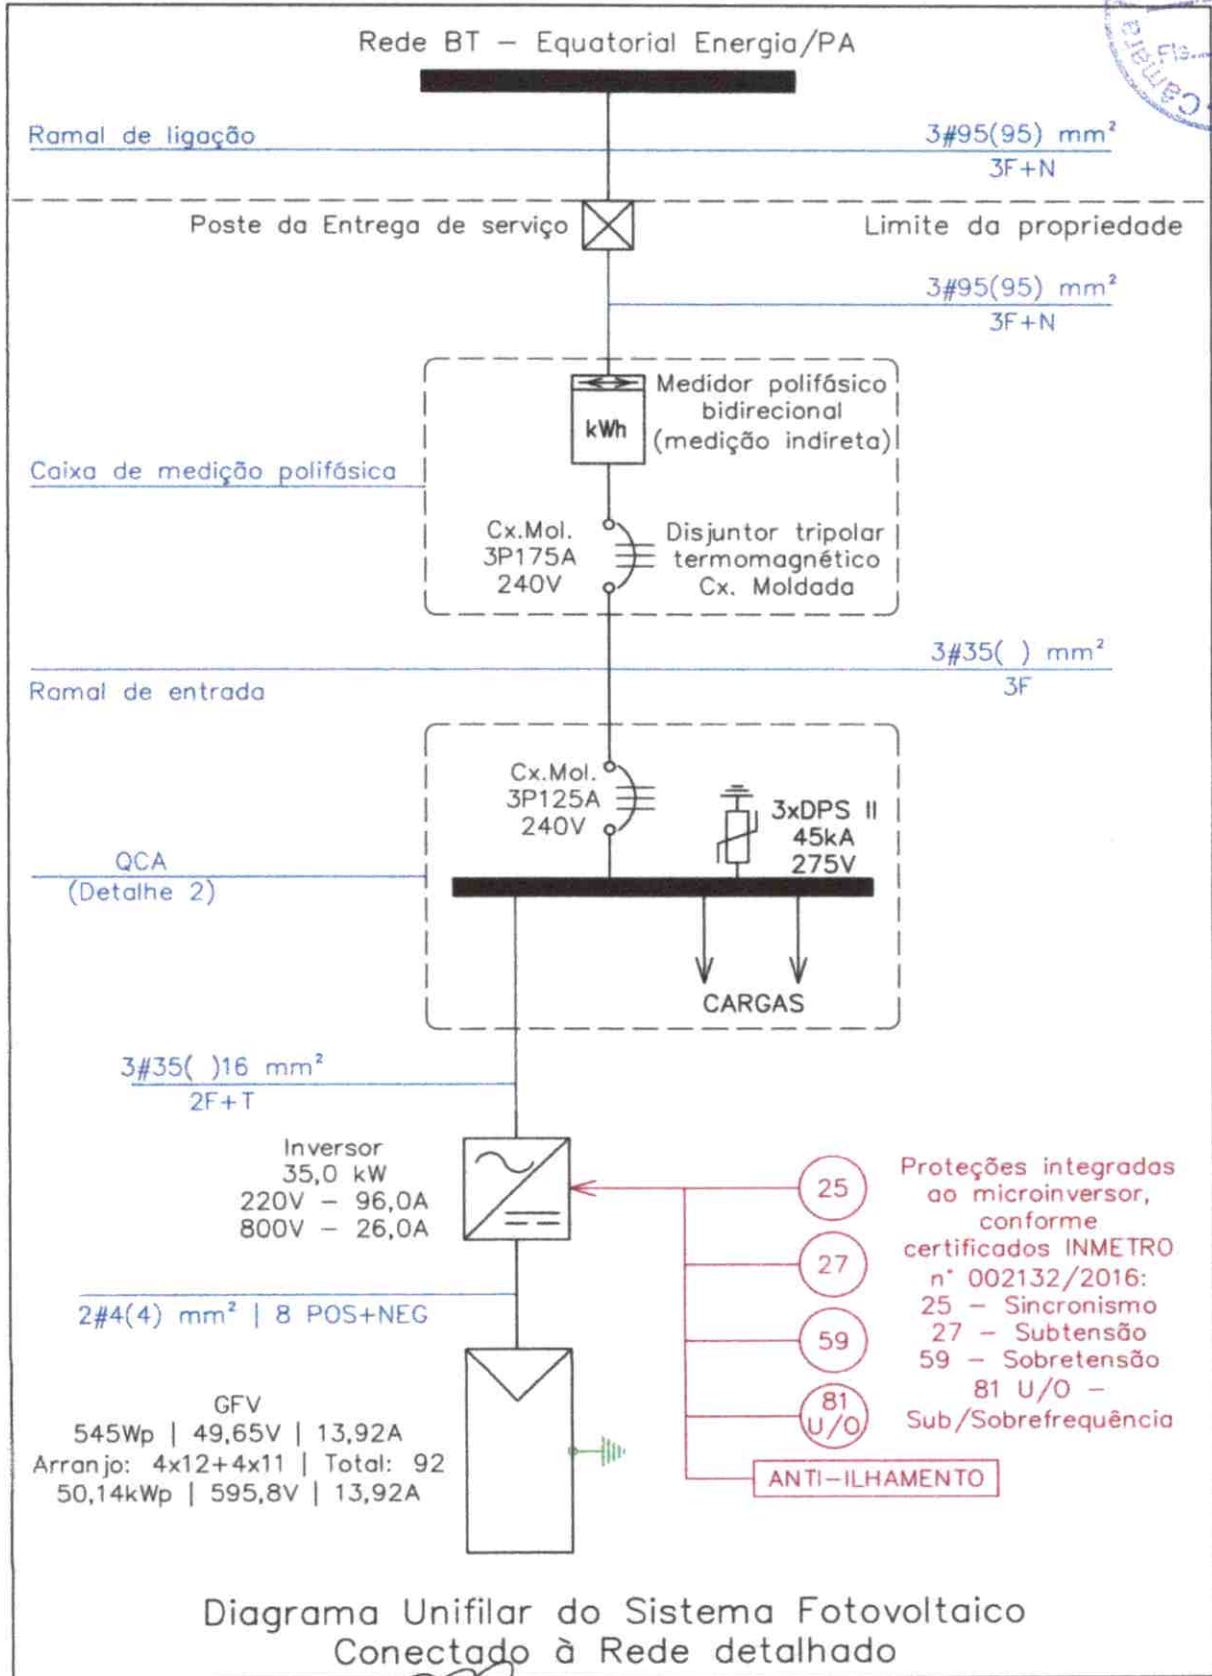 Rede BT – Equatorial Energia/PA
Câmara
Fls.
Ramal de ligação
3#95(95) mm²
3F+N
Poste da Entrega de serviço
Limite da propriedade
3#95(95) mm²
3F+N
Medidor polifásico
bidirecional
(medição indireta)
kWh
Caixa de medição polifásica
Cx.Mol.
3P175A
240V
Disjuntor tripolar
termomagnético
Cx. Moldada
3#35( ) mm²
3F
Ramal de entrada
Cx.Mol.
3P125A
240V
3xDPS II
45kA
275V
QCA
(Detalhe 2)
CARGAS
3#35( )16 mm²
2F+T
Inversor
35,0 kW
220V – 96,0A
800V – 26,0A
25
27
59
81
U/O
ANTI-ILHAMENTO
Proteções integradas
ao microinversor,
conforme
certificados INMETRO
n° 002132/2016:
25 – Sincronismo
27 – Subtensão
59 – Sobretensão
81 U/O –
Sub/Sobrefrequência
2#4(4) mm² | 8 POS+NEG
GFV
545Wp | 49,65V | 13,92A
Arranjo: 4x12+4x11 | Total: 92
50,14kWp | 595,8V | 13,92A
Diagrama Unifilar do Sistema Fotovoltaico
Conectado à Rede detalhado